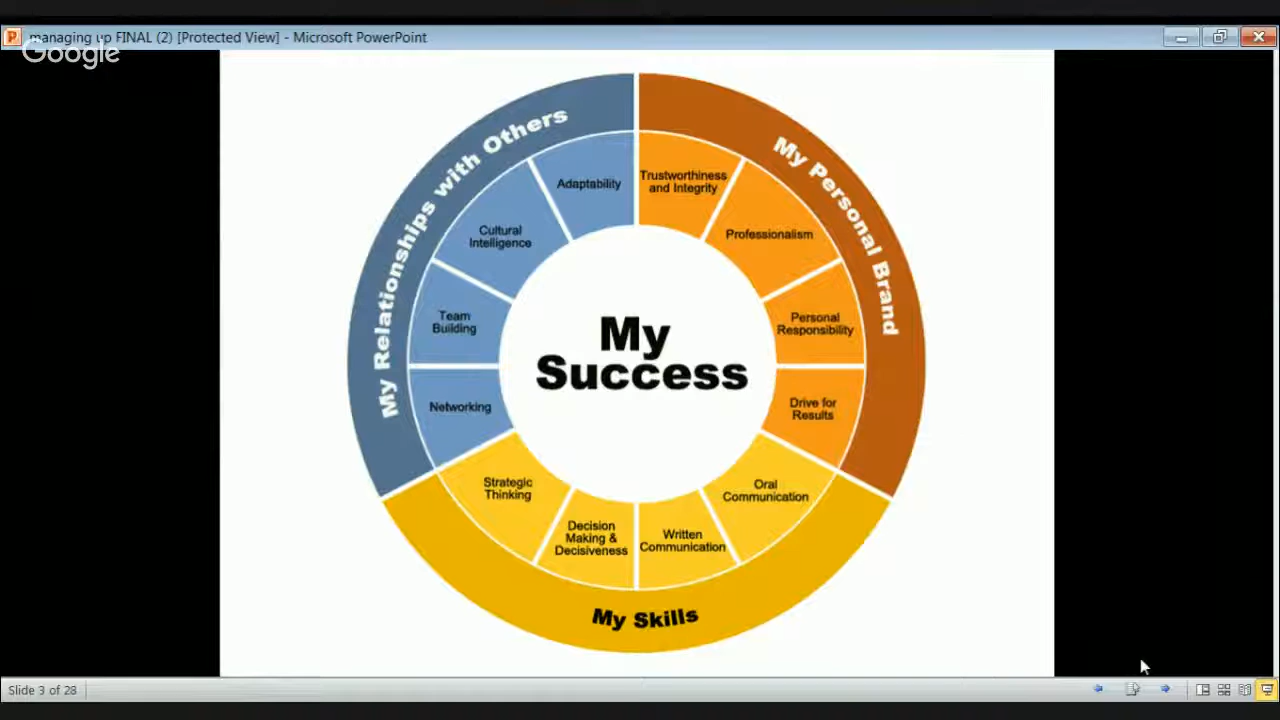 managing up FINAL (2) [Protected View] - Microsoft PowerPoint
Google
My Relationships with Others
My Personal Brand
Adaptability
Trustworthiness
and Integrity
Cultural
Intelligence
Professionalism
Team
Building
Personal
Responsibility
My
Success
Networking
Drive for
Results
Strategic
Thinking
Oral
Communication
Decision
Making &
Decisiveness
Written
Communication
My Skills
Slide 3 of 28